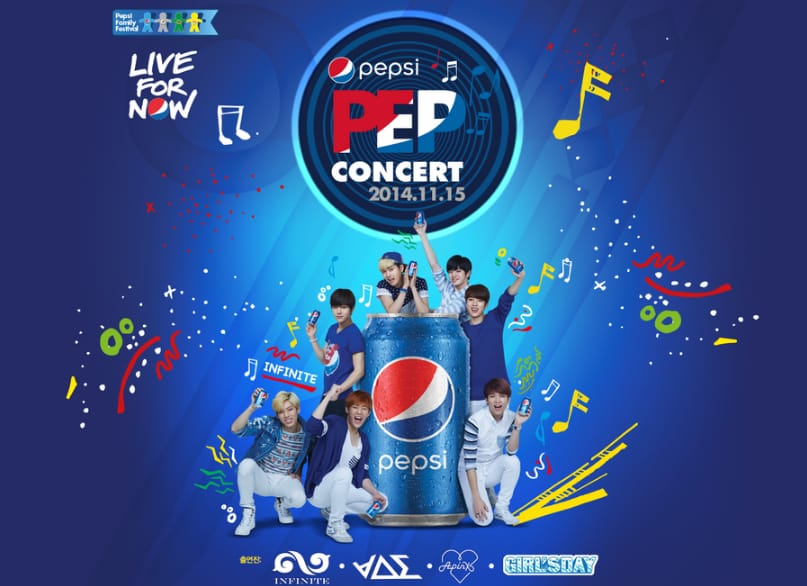 Pepsi
Family
Festival
LIVE
FOR
NOW
pepsi
PEP
CONCERT
2014.11.15
INFINITE
pepsi
출연진:
INFINITE
Apink
GIRL'S DAY